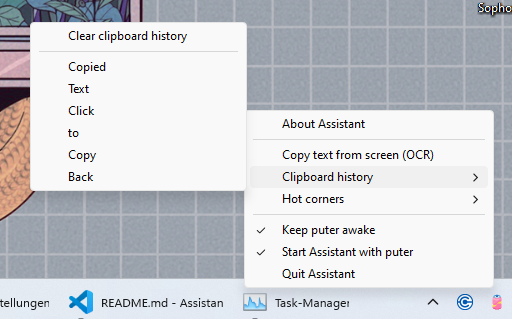 Sopho
Clear clipboard history
Copied
Text
Click
to
Copy
Back
About Assistant
Copy text from screen (OCR)
Clipboard history
Hot corners
Keep puter awake
Start Assistant with puter
Quit Assistant
tellungen
README.md - Assistan
Task-Manager